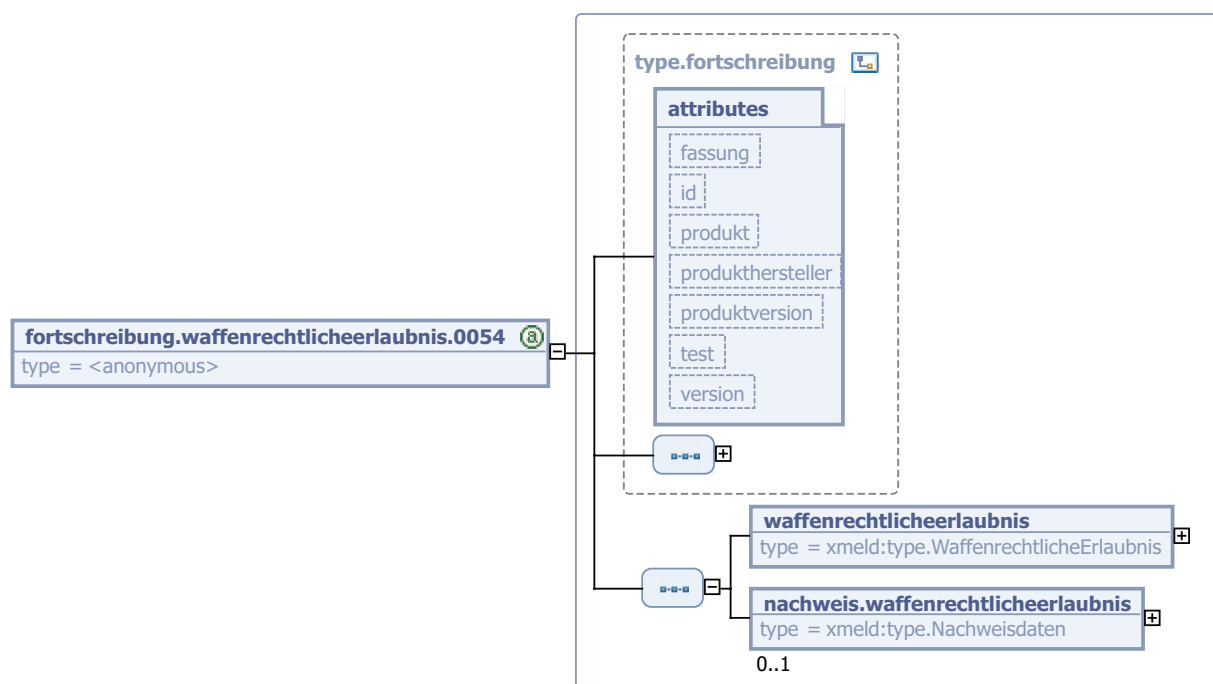 type.fortschreibung
attributes
fassung
id
produkt
produkthersteller
produktversion
test
version
fortschreibung.waffenrechtlicheerlaubnis.0054 @
type = <anonymous>
waffenrechtlicheerlaubnis
type = xmeld:type.WaffenrechtlicheErlaubnis
nachweis.waffenrechtlicheerlaubnis
type = xmeld:type.Nachweisdaten
0..1